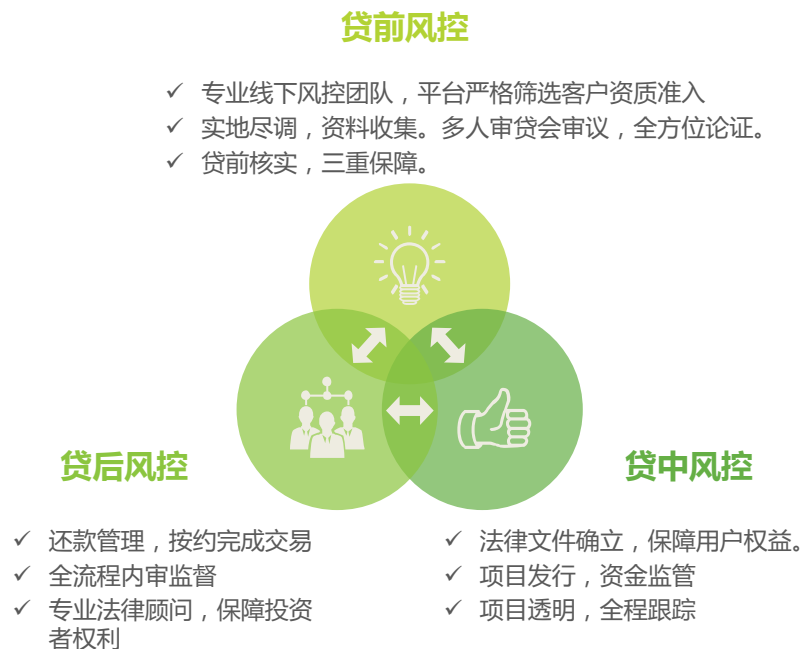 贷前风控
✓ 专业线下风控团队，平台严格筛选客户资质准入
✓ 实地尽调，资料收集。多人审贷会审议，全方位论证。
✓ 贷前核实，三重保障。
贷后风控
✓ 还款管理，按约完成交易
✓ 全流程内审监督
✓ 专业法律顾问，保障投资
者权利
贷中风控
✓ 法律文件确立，保障用户权益。
✓ 项目发行，资金监管
✓ 项目透明，全程跟踪